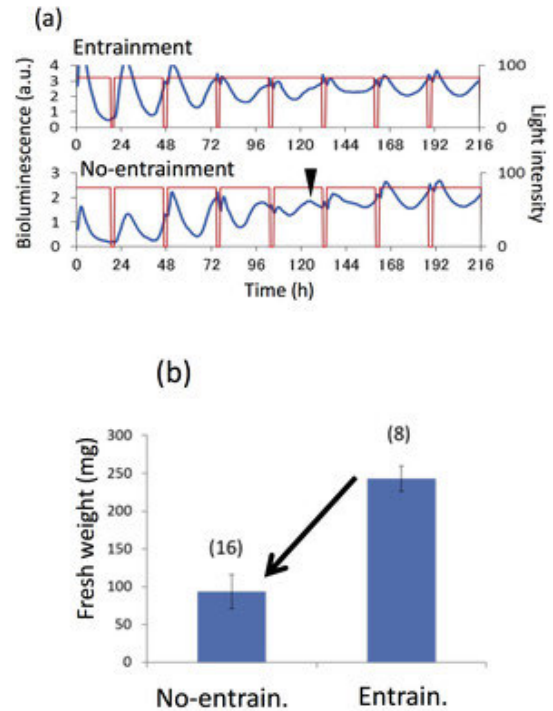 (a)
Entrainment
4
3
2
1
0
100
0
0 24 48 72 96 120 144 168 192 216
No-entrainment
3
2
1
0
100
0
0 24 48 72 96 120 144 168 192 216
Bioluminescence (a.u.)
Light intensity
Time (h)
(b)
Fresh weight (mg)
300
250
200
150
100
50
0
(16)
(8)
No-entrain. Entrain.